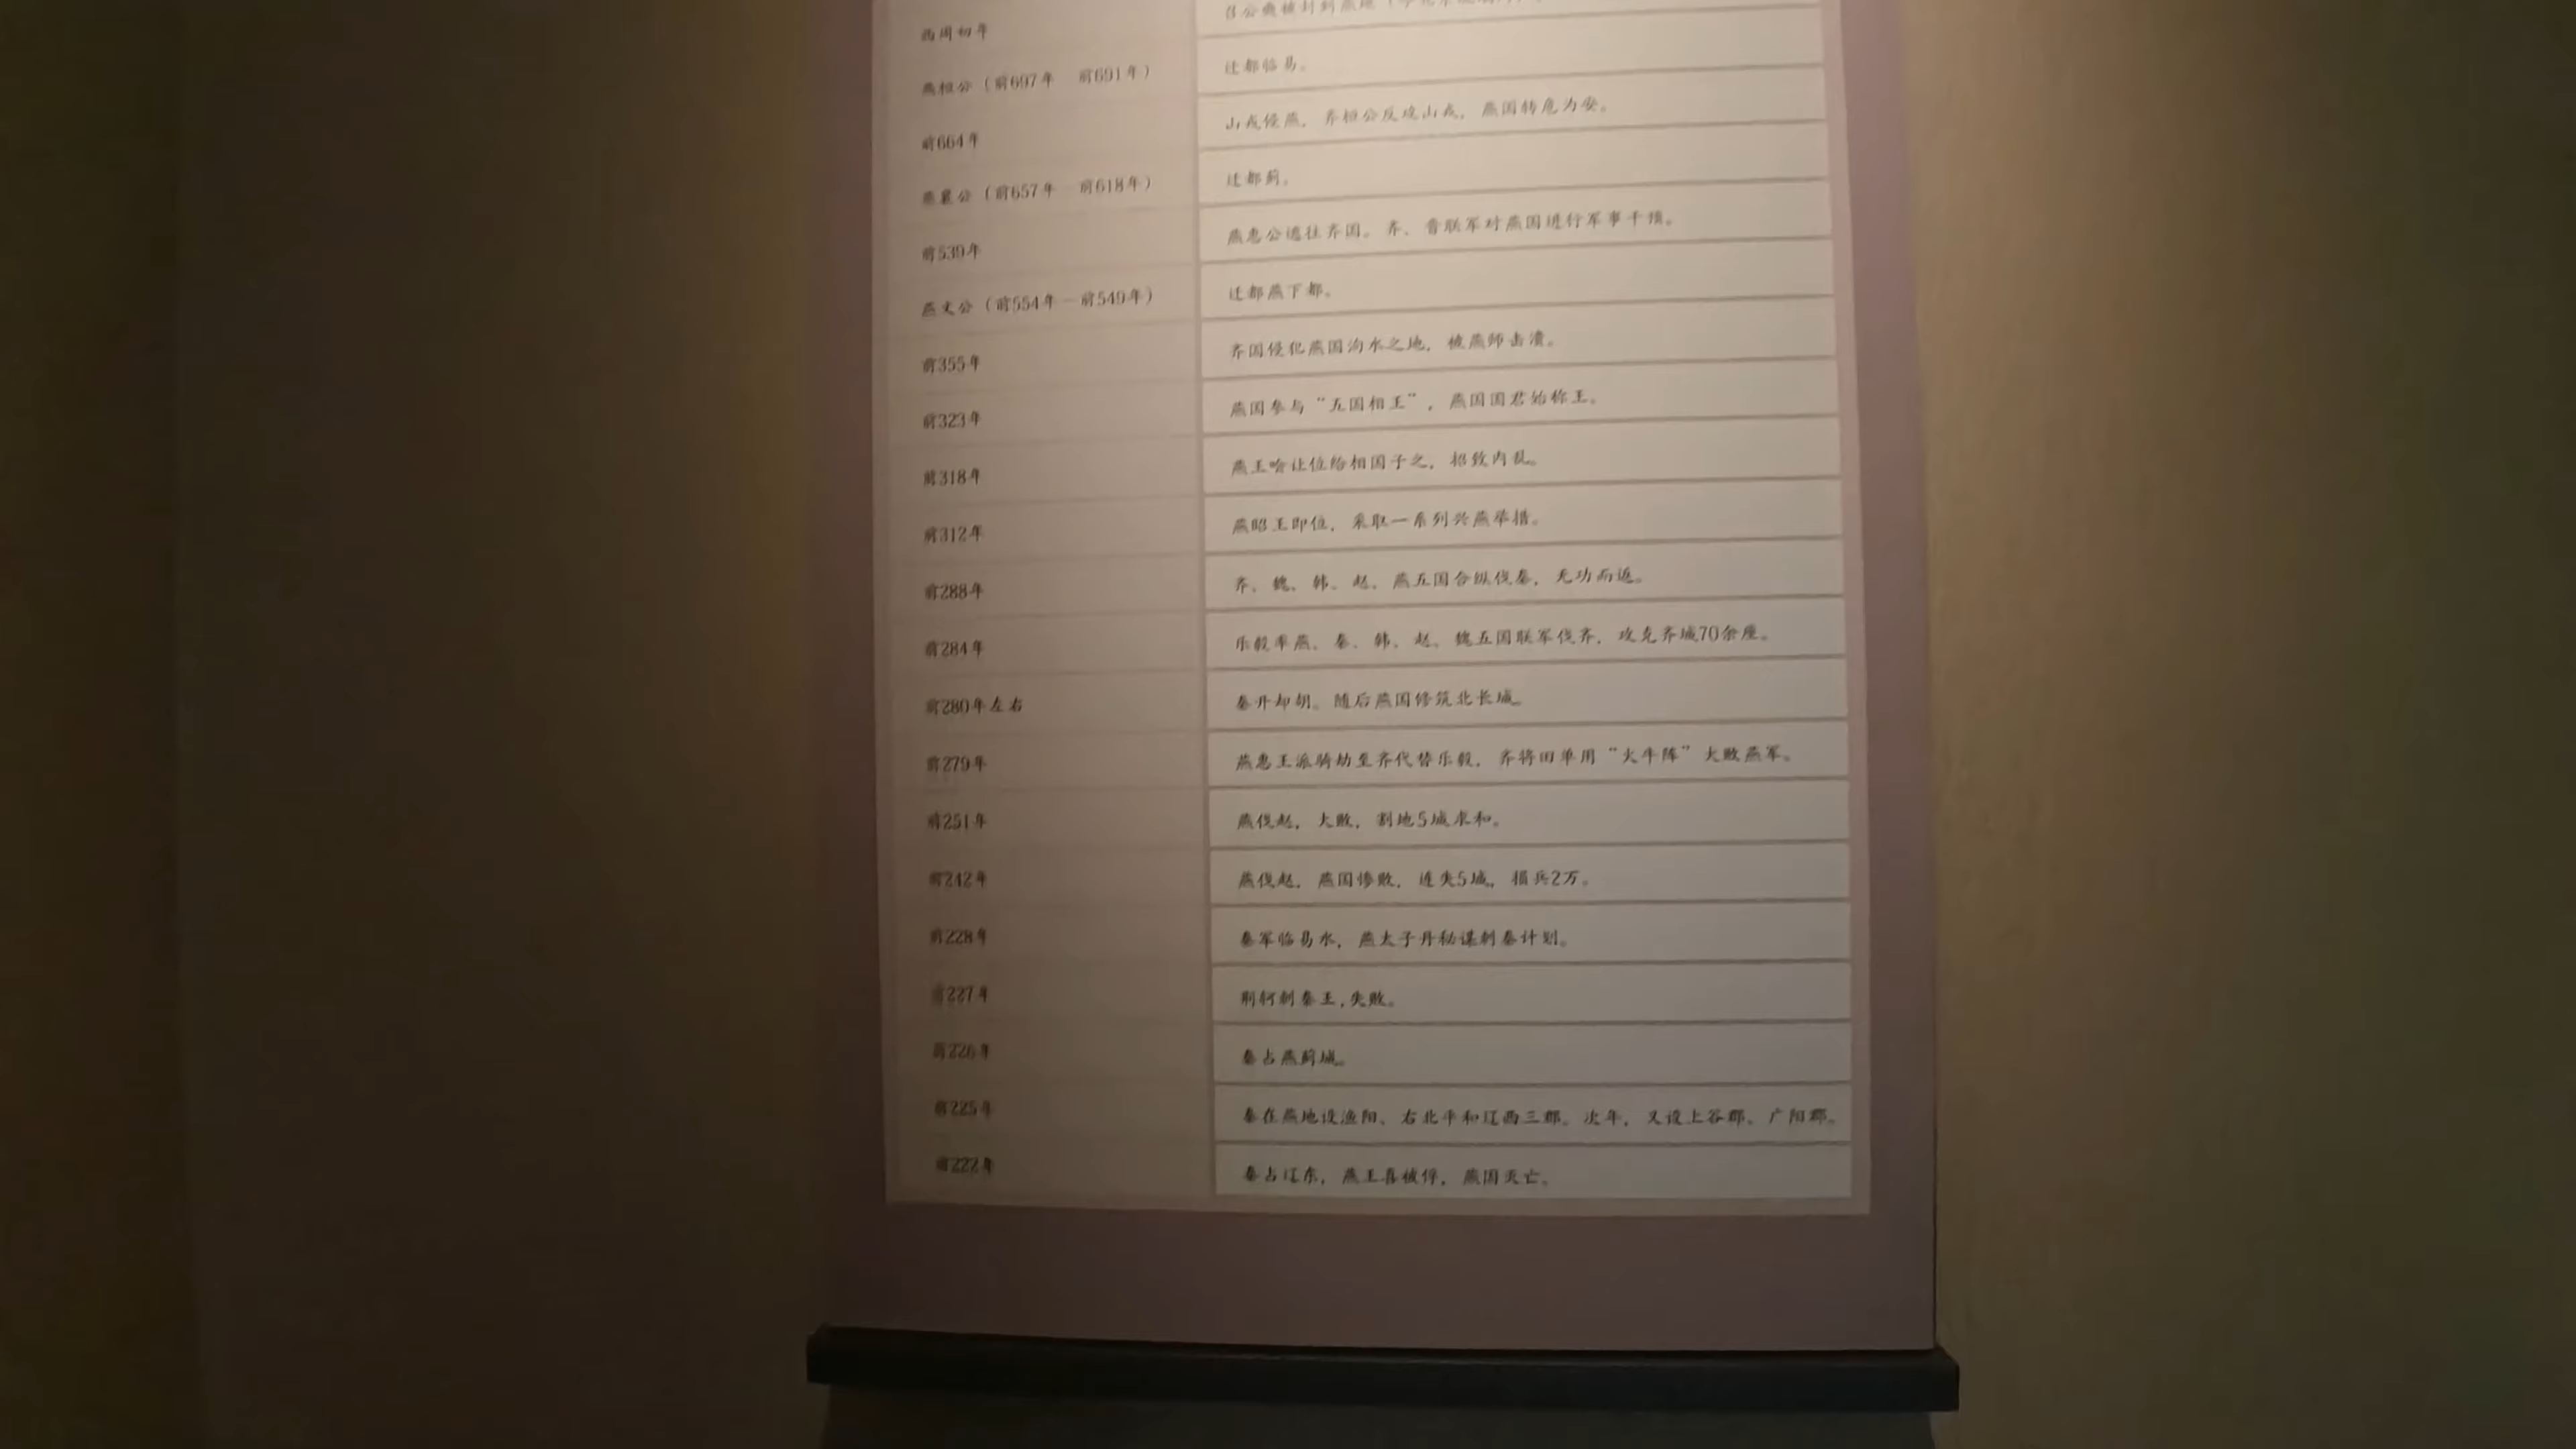 西周初年
召公奭被封到燕地
燕桓公（前697年 前691年） 迁都临易。
前664年 山戎侵燕，齐桓公反攻山戎，燕国转危为安。
燕襄公（前657年 前618年） 迁都蓟。
前539年 燕惠公逃往齐国。齐、晋联军对燕国进行军事干预。
燕文公（前554年－前549年） 迁都燕下都。
前355年 齐国侵犯燕国泃水之地，被燕师击溃。
前323年 燕国参与“五国相王”，燕国国君始称王。
前318年 燕王哙让位给相国子之，招致内乱。
前312年 燕昭王即位，采取一系列兴燕举措。
前288年 齐、魏、韩、赵、燕五国合纵伐秦，无功而返。
前284年 乐毅率燕、秦、韩、赵、魏五国联军伐齐，攻克齐城70余座。
前280年左右 秦开却胡。随后燕国修筑北长城。
前279年 燕惠王派骑劫至齐代替乐毅，齐将田单用“火牛阵”大败燕军。
前251年 燕伐赵，大败，割地5城求和。
前242年 燕伐赵，燕国惨败，连失5城，损兵2万。
前228年 秦军临易水，燕太子丹秘谋刺秦计划。
前227年 荆轲刺秦王,失败。
前226年 秦占燕蓟城。
前225年 秦在燕地设渔阳、右北平和辽西三郡。次年，又设上谷郡、广阳郡。
前222年 秦占辽东，燕王喜被俘，燕国灭亡。